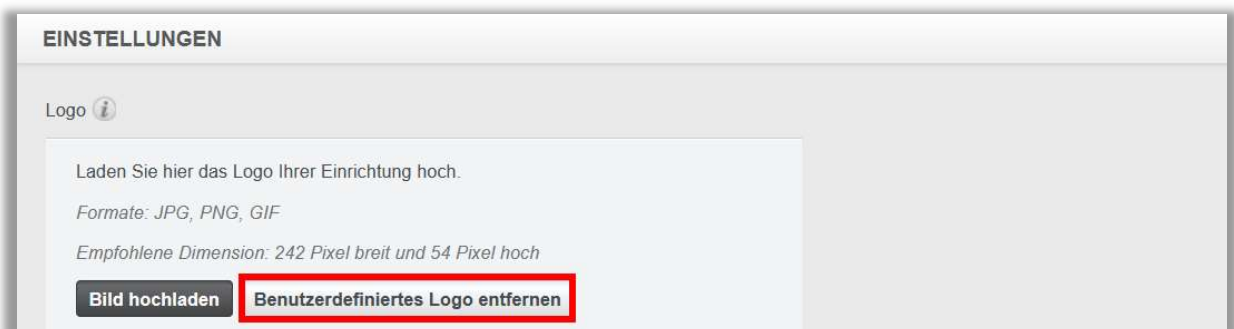 EINSTELLUNGEN
Logo i
Laden Sie hier das Logo Ihrer Einrichtung hoch.
Formate: JPG, PNG, GIF
Empfohlene Dimension: 242 Pixel breit und 54 Pixel hoch
Bild hochladen Benutzerdefiniertes Logo entfernen